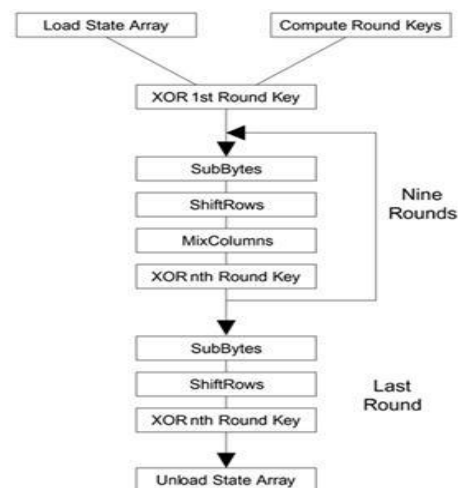 Load State Array
Compute Round Keys
XOR 1st Round Key
SubBytes
ShiftRows
MixColumns
XOR nth Round Key
Nine
Rounds
SubBytes
ShiftRows
XOR nth Round Key
Last
Round
Unload State Array